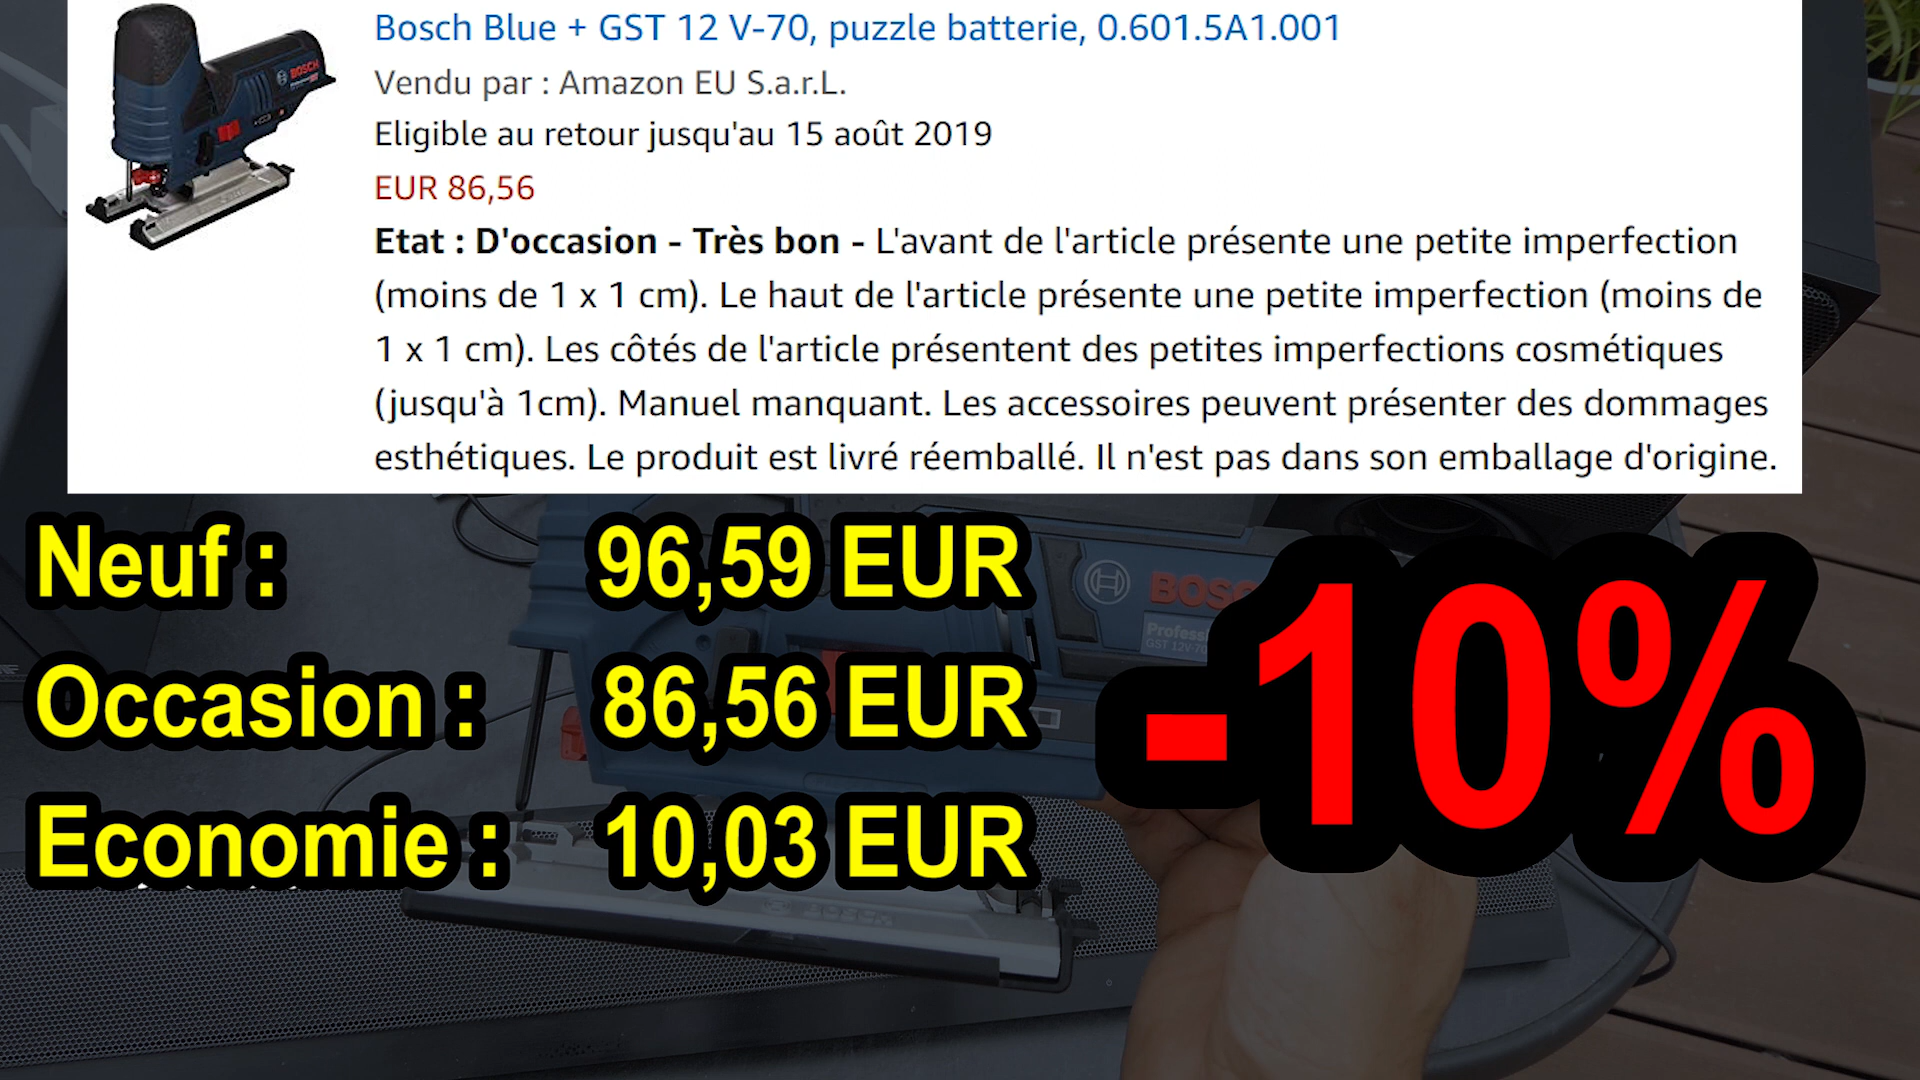 Bosch Blue + GST 12 V-70, puzzle batterie, 0.601.5A1.001
Vendu par : Amazon EU S.a.r.L.
Eligible au retour jusqu'au 15 août 2019
EUR 86,56
Etat : D'occasion - Très bon - L'avant de l'article présente une petite imperfection
(moins de 1 x 1 cm). Le haut de l'article présente une petite imperfection (moins de
1 x 1 cm). Les côtés de l'article présentent des petites imperfections cosmétiques
(jusqu'à 1cm). Manuel manquant. Les accessoires peuvent présenter des dommages
esthétiques. Le produit est livré réemballé. Il n'est pas dans son emballage d'origine.
BOSCH
Neuf : 96,59 EUR
Occasion : 86,56 EUR
Economie : 10,03 EUR
-10%
GST 12V-70
BOSCH